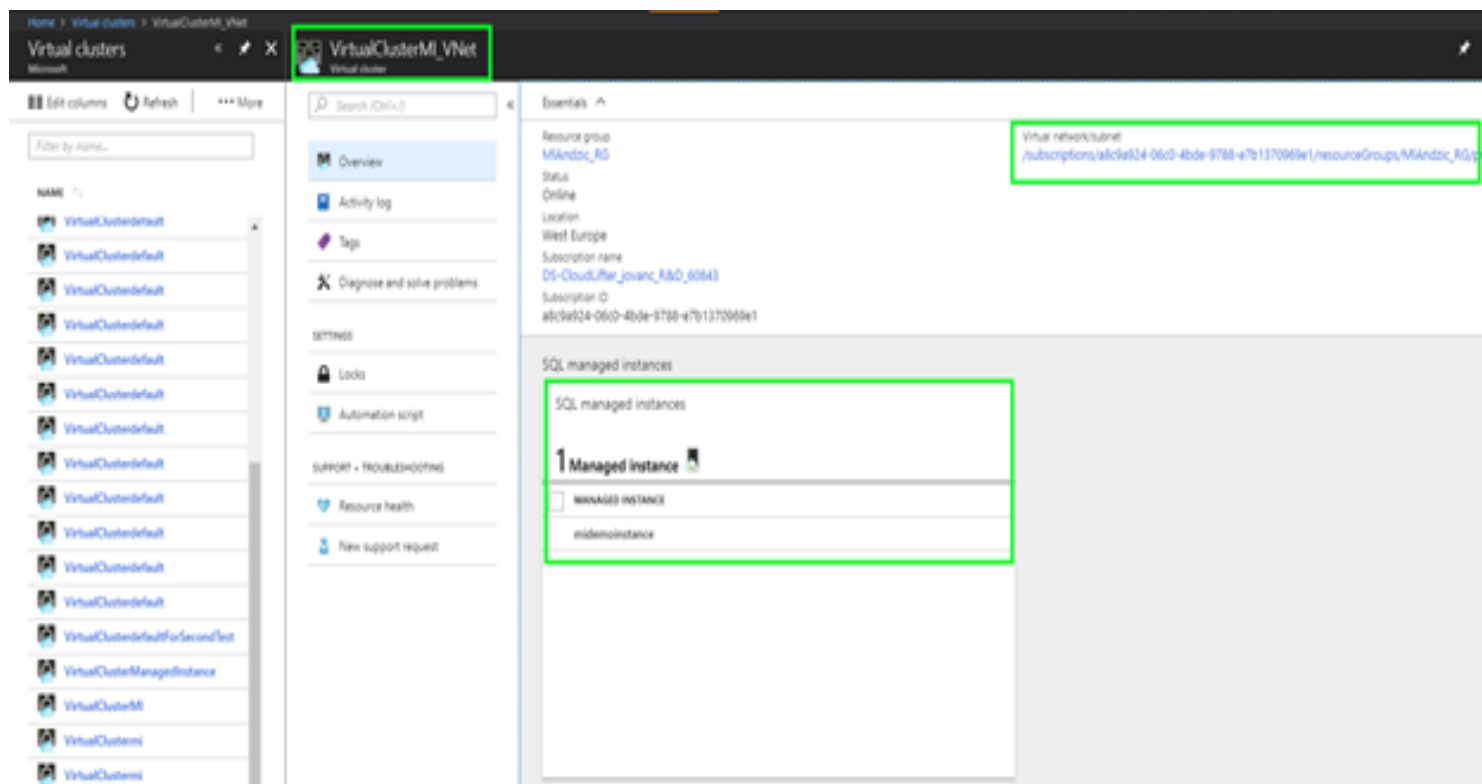 Home > Virtual clusters > VirtualClusterMI_VNet
Virtual clusters
Microsoft
Edit columns Refresh More
Filter by name...
NAME
VirtualClusterdefault
VirtualClusterdefault
VirtualClusterdefault
VirtualClusterdefault
VirtualClusterdefault
VirtualClusterdefault
VirtualClusterdefault
VirtualClusterdefault
VirtualClusterdefault
VirtualClusterdefault
VirtualClusterdefault
VirtualClusterdefault
VirtualClusterdefaultForSecondTest
VirtualClusterManagedInstance
VirtualClusterMI
VirtualClustermi
VirtualClustermi
VirtualClusterMI_VNet
Virtual cluster
Search (Ctrl+/)
Overview
Activity log
Tags
Diagnose and solve problems
SETTINGS
Locks
Automation script
SUPPORT + TROUBLESHOOTING
Resource health
New support request
Essentials
Resource group
MIAndzic_RG
Status
Online
Location
West Europe
Subscription name
DS-CloudLifter_jovanc_R&D_60843
Subscription ID
a8c9a924-06c0-4bde-9788-e7b1370969e1
Virtual network/subnet
/subscriptions/a8c9a924-06c0-4bde-9788-e7b1370969e1/resourceGroups/MIAndzic_RG/p
SQL managed instances
SQL managed instances
1 Managed instance
MANAGED INSTANCE
midemoinstance